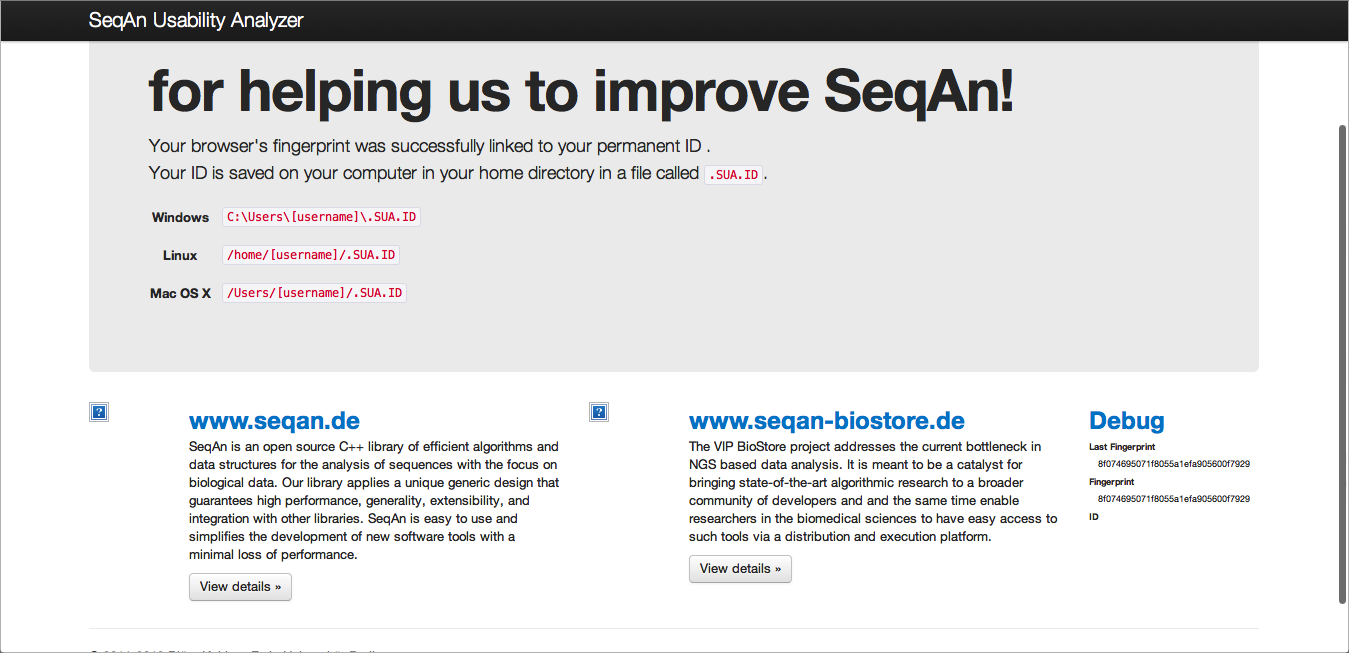 SeqAn Usability Analyzer
for helping us to improve SeqAn!
Your browser's fingerprint was successfully linked to your permanent ID .
Your ID is saved on your computer in your home directory in a file called .SUA.ID.
Windows C:\Users\[username]\.SUA.ID
Linux /home/[username]/.SUA.ID
Mac OS X /Users/[username]/.SUA.ID
www.seqan.de
SeqAn is an open source C++ library of efficient algorithms and
data structures for the analysis of sequences with the focus on
biological data. Our library applies a unique generic design that
guarantees high performance, generality, extensibility, and
integration with other libraries. SeqAn is easy to use and
simplifies the development of new software tools with a
minimal loss of performance.
View details »
www.seqan-biostore.de
The VIP BioStore project addresses the current bottleneck in
NGS based data analysis. It is meant to be a catalyst for
bringing state-of-the-art algorithmic research to a broader
community of developers and and the same time enable
researchers in the biomedical sciences to have easy access to
such tools via a distribution and execution platform.
View details »
Debug
Last Fingerprint
8f074695071f8055a1efa905600f7929
Fingerprint
8f074695071f8055a1efa905600f7929
ID